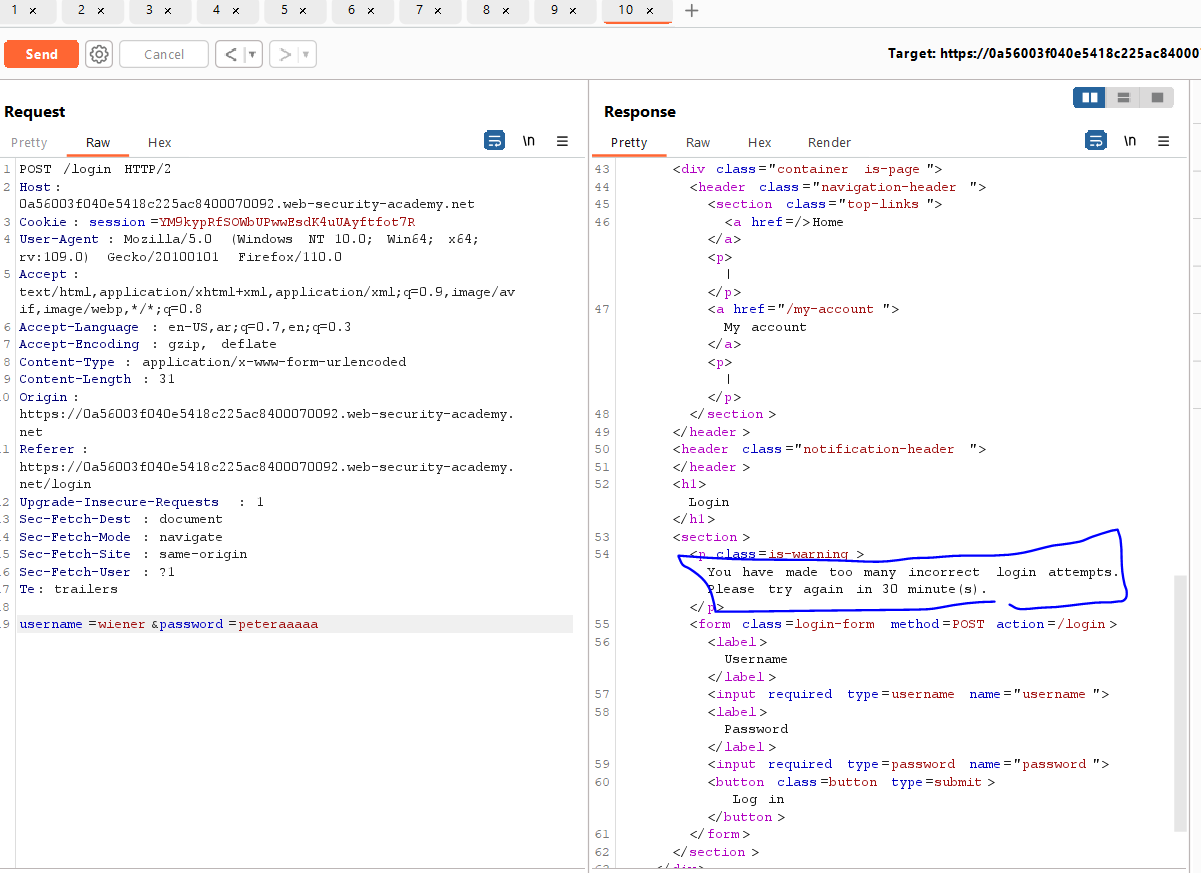 1 × 2 × 3 × 4 × 5 × 6 × 7 × 8 × 9 × 10 × +
Send Cancel < > Target: https://0a56003f040e5418c225ac84000
Request
Pretty Raw Hex \n
1 POST /login HTTP/2
2 Host :
0a56003f040e5418c225ac8400070092.web-security-academy.net
3 Cookie : session =YM9kypRfSOWbUPwwEsdK4uUAyftfot7R
4 User-Agent : Mozilla/5.0 (Windows NT 10.0; Win64; x64;
rv:109.0) Gecko/20100101 Firefox/110.0
5 Accept :
text/html,application/xhtml+xml,application/xml;q=0.9,image/av
if,image/webp,*/*;q=0.8
6 Accept-Language : en-US,ar;q=0.7,en;q=0.3
7 Accept-Encoding : gzip, deflate
8 Content-Type : application/x-www-form-urlencoded
9 Content-Length : 31
0 Origin :
https://0a56003f040e5418c225ac8400070092.web-security-academy.
net
1 Referer :
https://0a56003f040e5418c225ac8400070092.web-security-academy.
net/login
2 Upgrade-Insecure-Requests : 1
3 Sec-Fetch-Dest : document
4 Sec-Fetch-Mode : navigate
5 Sec-Fetch-Site : same-origin
6 Sec-Fetch-User : ?1
7 Te: trailers
8
9 username =wiener &password =peteraaaaa
Response
Pretty Raw Hex Render \n
43 <div class="container is-page ">
44 <header class="navigation-header ">
45 <section class="top-links ">
46 <a href=/>Home
</a>
<p>
|
</p>
47 <a href="/my-account ">
My account
</a>
<p>
|
</p>
48 </section >
49 </header >
50 <header class="notification-header ">
51 </header >
52 <h1>
Login
</h1>
53 <section >
54 <p class=is-warning >
You have made too many incorrect login attempts.
Please try again in 30 minute(s).
</p>
55 <form class=login-form method=POST action=/login >
56 <label >
Username
</label >
57 <input required type=username name="username ">
58 <label >
Password
</label >
59 <input required type=password name="password ">
60 <button class=button type=submit >
Log in
</button >
61 </form>
62 </section >
63 </div>